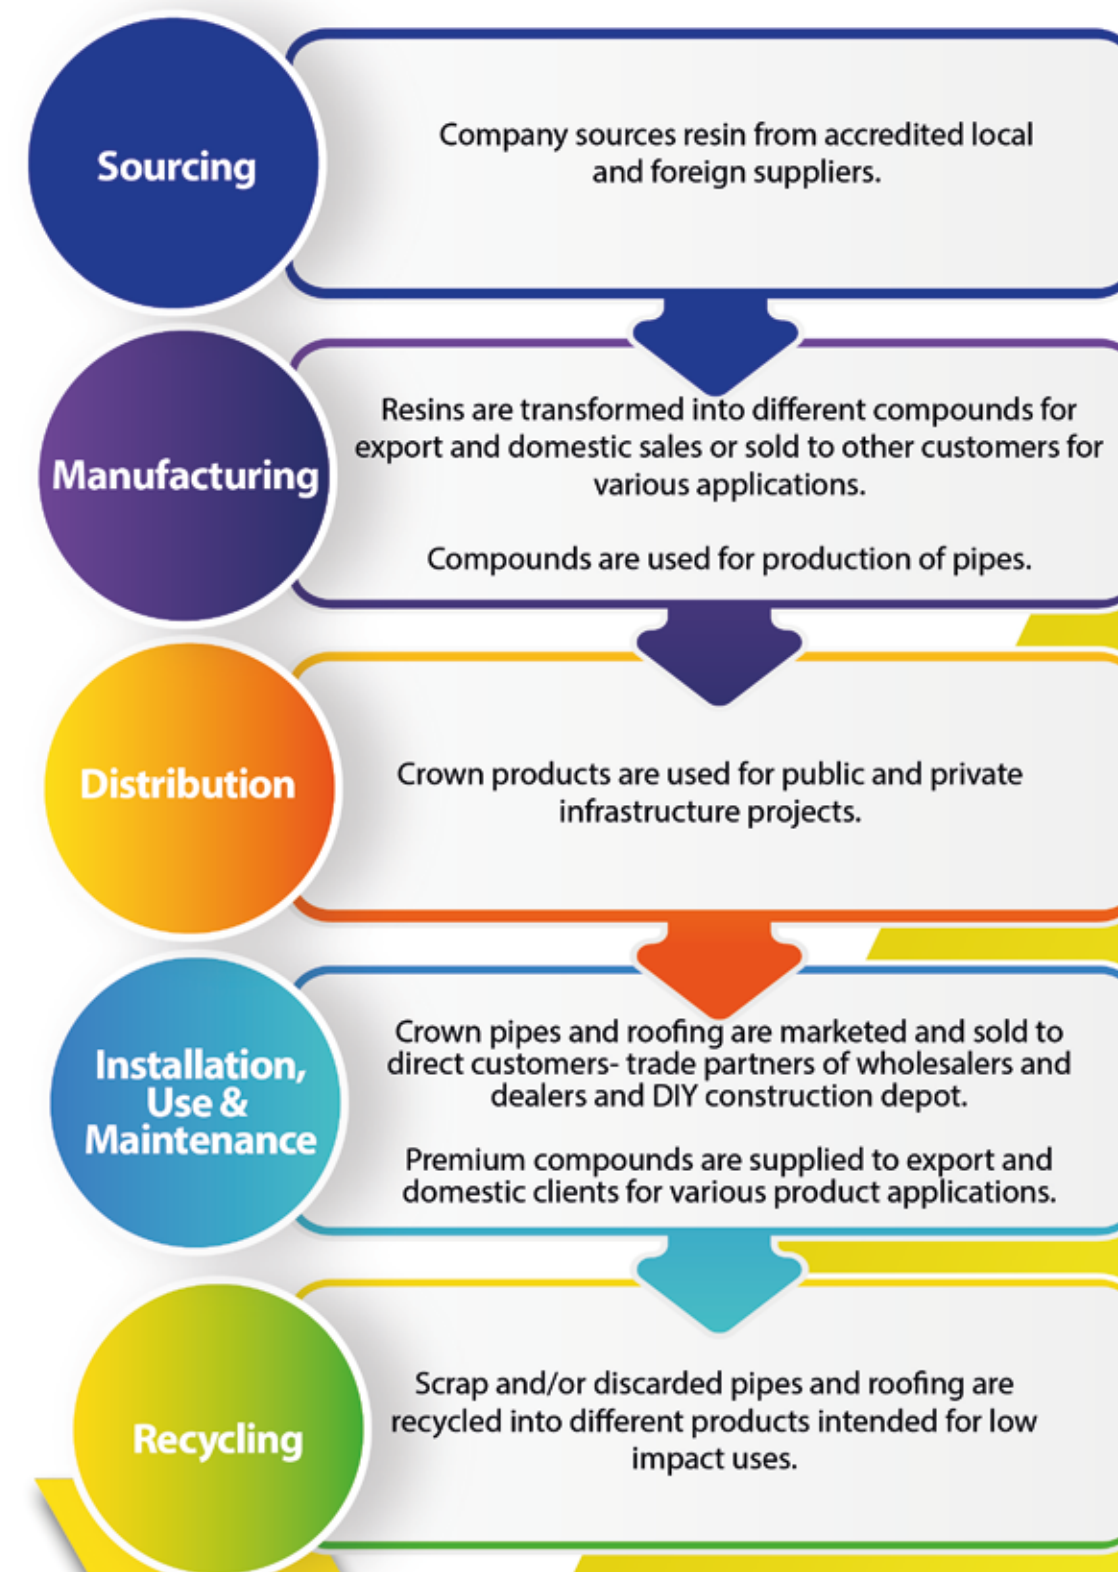 Sourcing
Company sources resin from accredited local
and foreign suppliers.
Manufacturing
Resins are transformed into different compounds for
export and domestic sales or sold to other customers for
various applications.
Compounds are used for production of pipes.
Distribution
Crown products are used for public and private
infrastructure projects.
Installation,
Use &
Maintenance
Crown pipes and roofing are marketed and sold to
direct customers- trade partners of wholesalers and
dealers and DIY construction depot.
Premium compounds are supplied to export and
domestic clients for various product applications.
Recycling
Scrap and/or discarded pipes and roofing are
recycled into different products intended for low
impact uses.